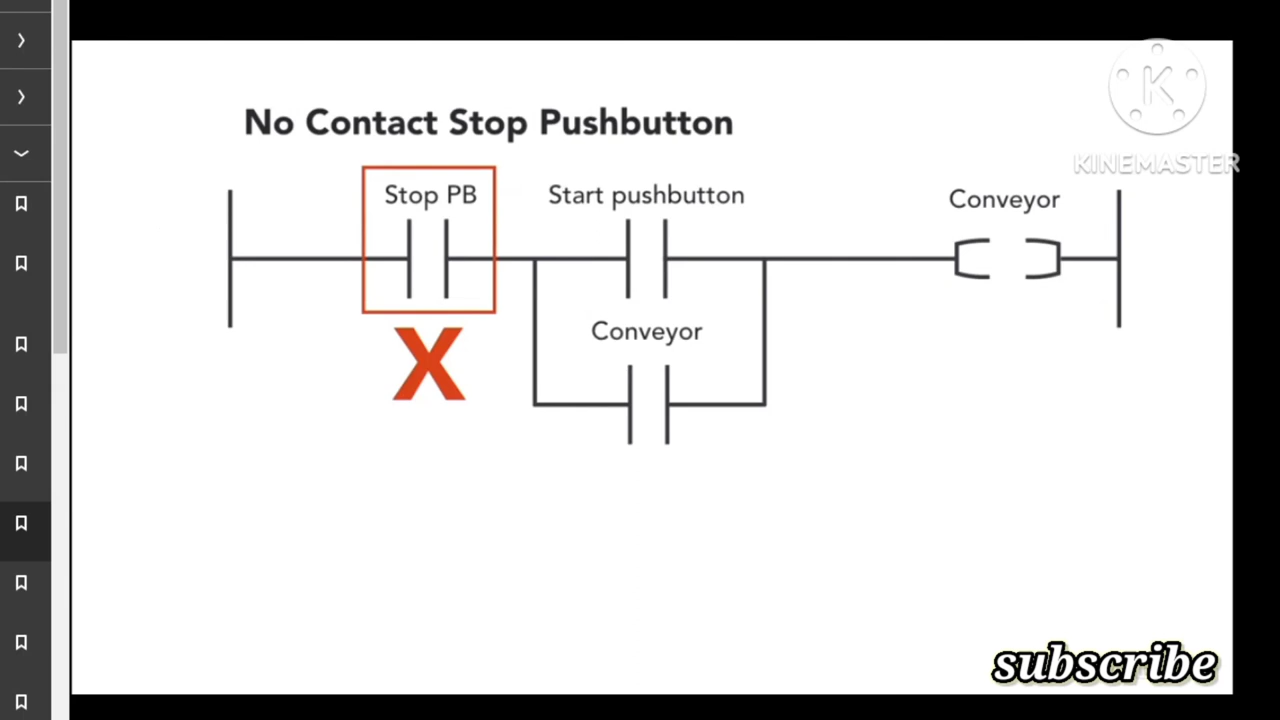 No Contact Stop Pushbutton
K
KINEMASTER
Stop PB
Start pushbutton
Conveyor
X
Conveyor
subscribe